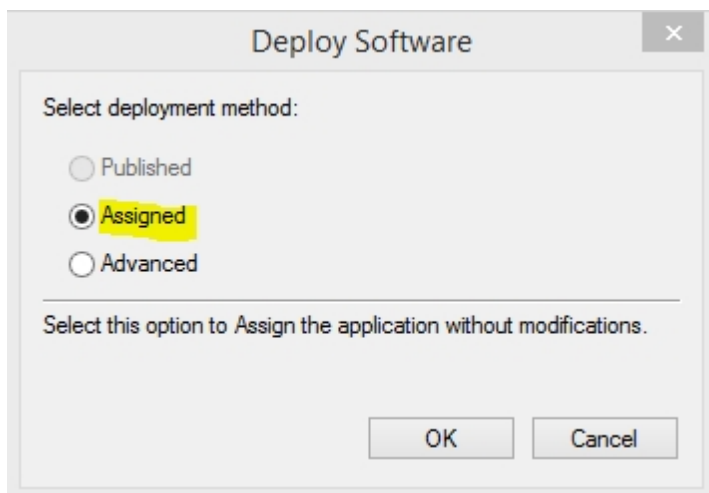 Deploy Software
Select deployment method:
Published
Assigned
Advanced
Select this option to Assign the application without modifications.
OK Cancel